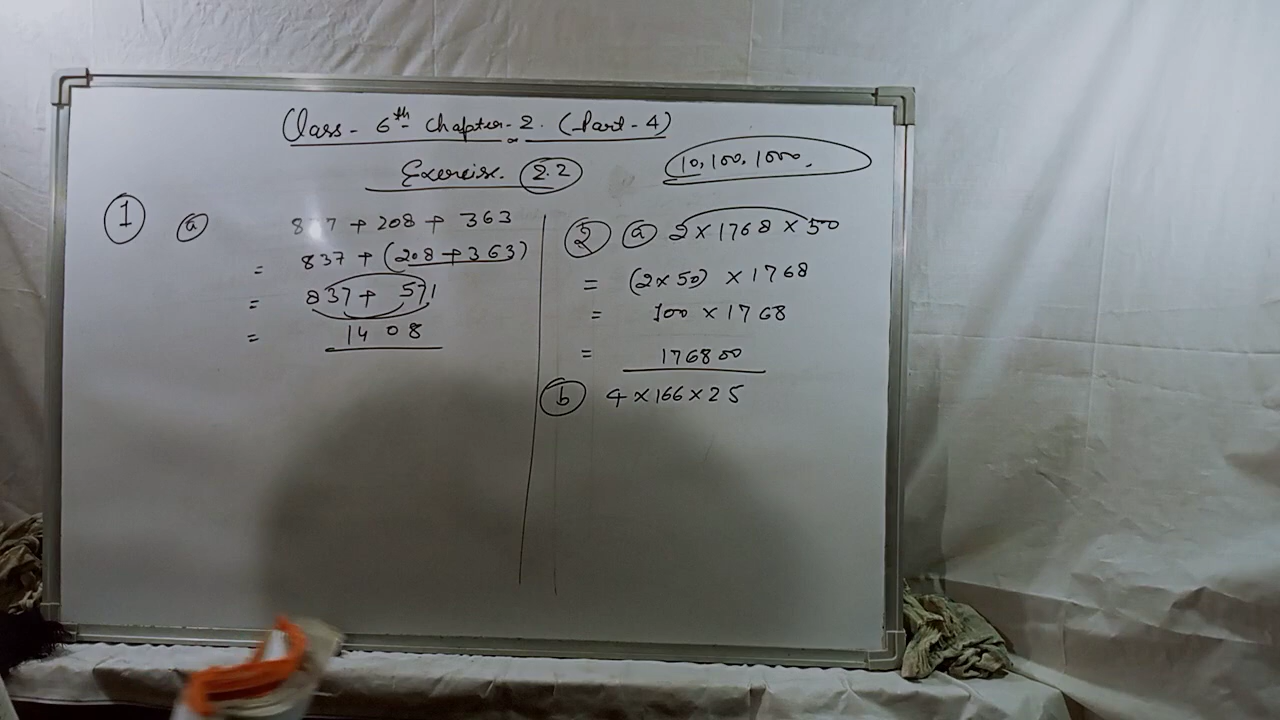 Class - 6th Chapter - 2. (Part - 4)
Exercise. 2.2
10, 100, 1000.
1 a 837 + 208 + 363
= 837 + (208 + 363)
= 837 + 571
= 1408
2 a 2 × 1768 × 50
= (2 × 50) × 1768
= 100 × 1768
= 176800
b 4 × 166 × 25